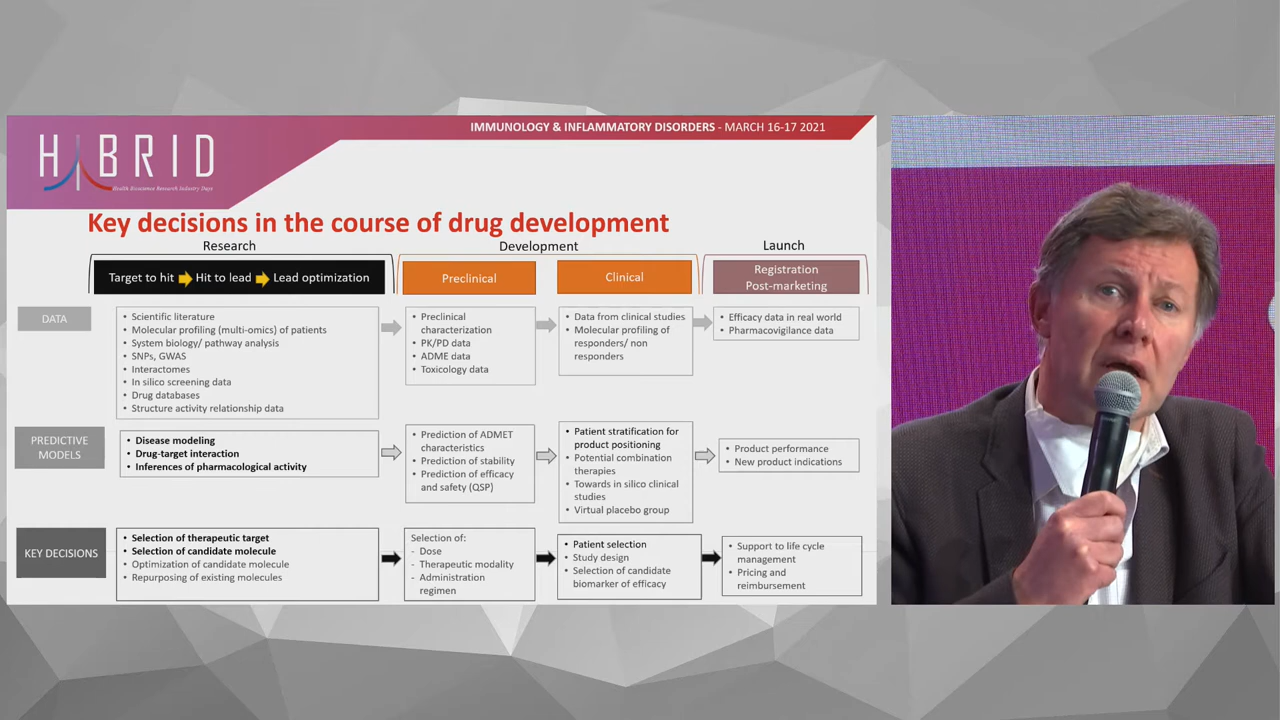 IMMUNOLOGY & INFLAMMATORY DISORDERS - MARCH 16-17 2021
HYBRID
Health Bioscience Research Industry Days
Key decisions in the course of drug development
Research
Development
Launch
Target to hit
Hit to lead
Lead optimization
Preclinical
Clinical
Registration
Post-marketing
DATA
• Scientific literature
• Molecular profiling (multi-omics) of patients
• System biology/ pathway analysis
• SNPs, GWAS
• Interactomes
• In silico screening data
• Drug databases
• Structure activity relationship data
• Preclinical
characterization
• PK/PD data
• ADME data
• Toxicology data
• Data from clinical studies
• Molecular profiling of
responders/ non
responders
• Efficacy data in real world
• Pharmacovigilance data
PREDICTIVE
MODELS
• Disease modeling
• Drug-target interaction
• Inferences of pharmacological activity
• Prediction of ADMET
characteristics
• Prediction of stability
• Prediction of efficacy
and safety (QSP)
• Patient stratification for
product positioning
• Potential combination
therapies
• Towards in silico clinical
studies
• Virtual placebo group
• Product performance
• New product indications
KEY DECISIONS
• Selection of therapeutic target
• Selection of candidate molecule
• Optimization of candidate molecule
• Repurposing of existing molecules
Selection of:
- Dose
- Therapeutic modality
- Administration
regimen
• Patient selection
• Study design
• Selection of candidate
biomarker of efficacy
• Support to life cycle
management
• Pricing and
reimbursement